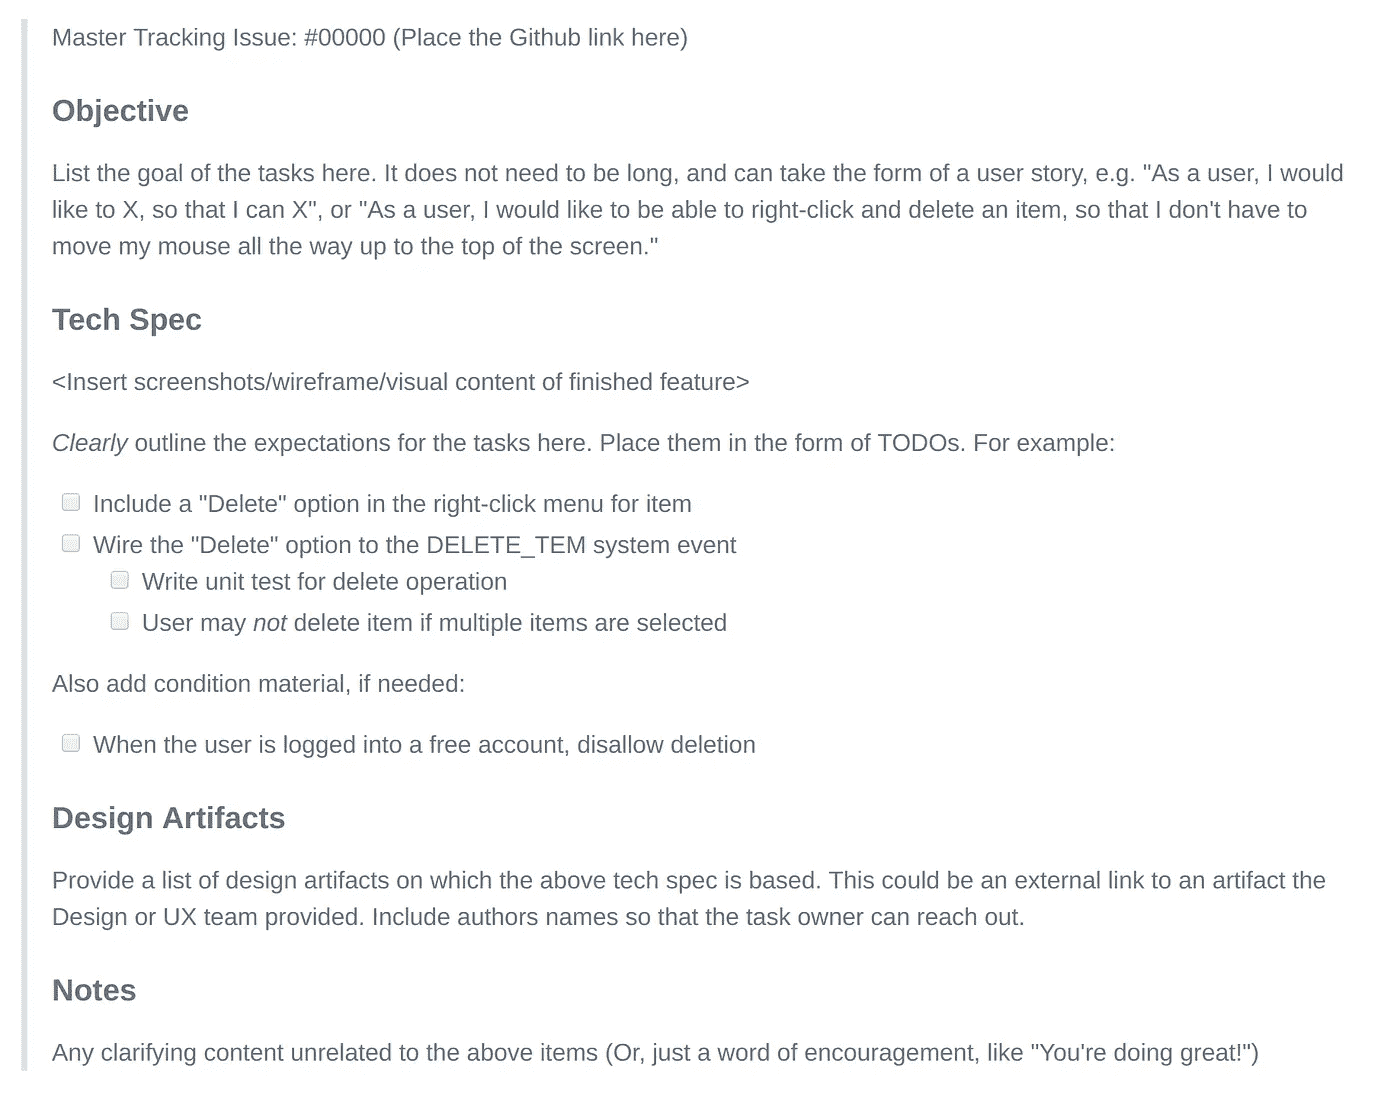 Master Tracking Issue: #00000 (Place the Github link here)
Objective
List the goal of the tasks here. It does not need to be long, and can take the form of a user story, e.g. "As a user, I would
like to X, so that I can X", or "As a user, I would like to be able to right-click and delete an item, so that I don't have to
move my mouse all the way up to the top of the screen."
Tech Spec
<Insert screenshots/wireframe/visual content of finished feature>
Clearly outline the expectations for the tasks here. Place them in the form of TODOs. For example:
Include a "Delete" option in the right-click menu for item
Wire the "Delete" option to the DELETE_TEM system event
Write unit test for delete operation
User may not delete item if multiple items are selected
Also add condition material, if needed:
When the user is logged into a free account, disallow deletion
Design Artifacts
Provide a list of design artifacts on which the above tech spec is based. This could be an external link to an artifact the
Design or UX team provided. Include authors names so that the task owner can reach out.
Notes
Any clarifying content unrelated to the above items (Or, just a word of encouragement, like "You're doing great!")